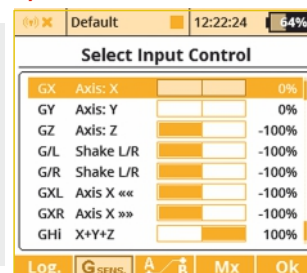 Default 12:22:24 64%
Select Input Control
GX Axis: X 0%
GY Axis: Y 0%
GZ Axis: Z -100%
G/L Shake L/R -100%
G/R Shake L/R -100%
GXL Axis X «« -100%
GXR Axis X »» -100%
GHi X+Y+Z 100%
Log. GSENS. A/B Mx Ok